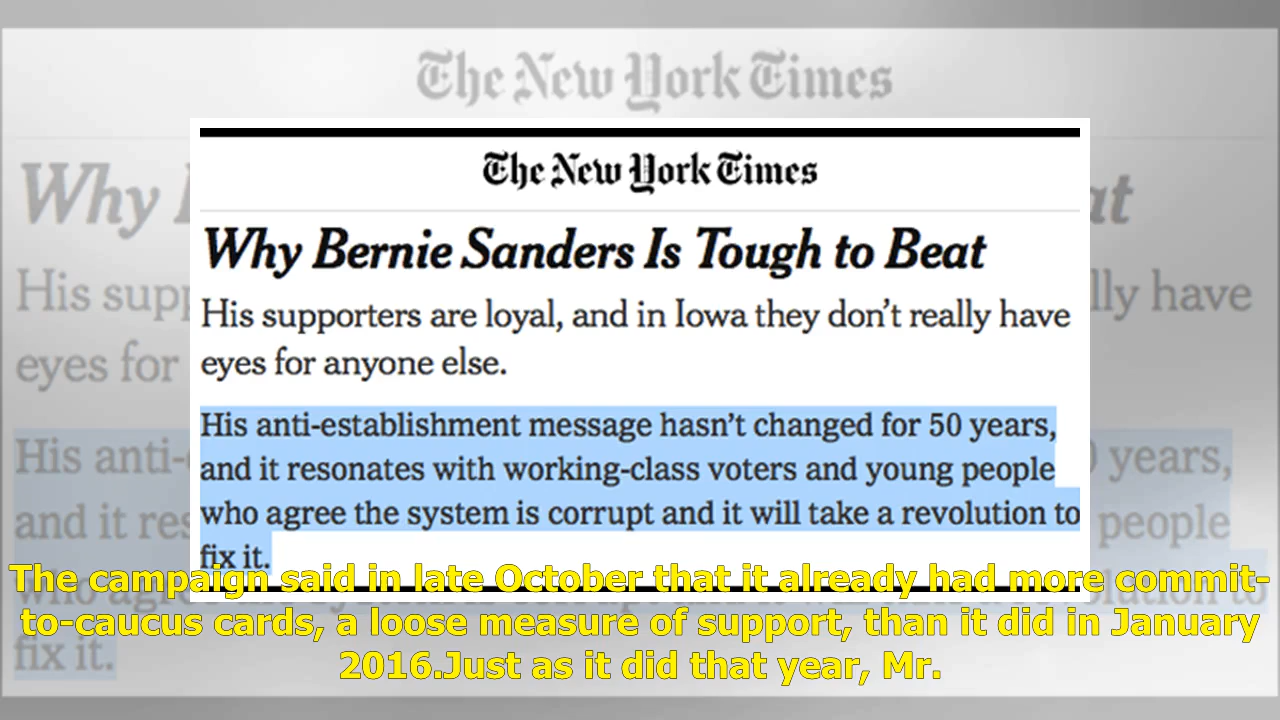 The New York Times
Why Bernie Sanders Is Tough to Beat
His supporters are loyal, and in Iowa they don't really have
eyes for anyone else.
His anti-establishment message hasn't changed for 50 years,
and it resonates with working-class voters and young people
who agree the system is corrupt and it will take a revolution to
fix it.
The campaign said in late October that it already had more commit-
to-caucus cards, a loose measure of support, than it did in January
2016.Just as it did that year, Mr.